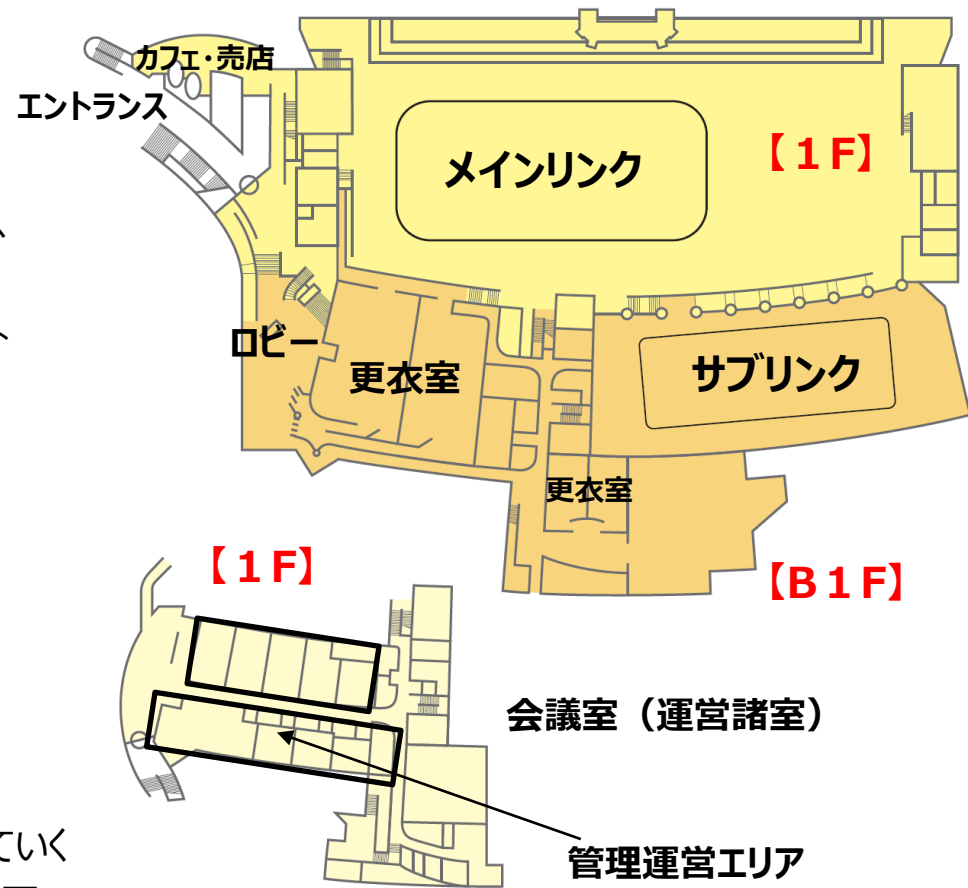 カフェ・売店
エントランス
メインリンク
【１F】
、
ロビー
更衣室
サブリンク
更衣室
【１F】
【B１F】
会議室（運営諸室）
管理運営エリア
ていく